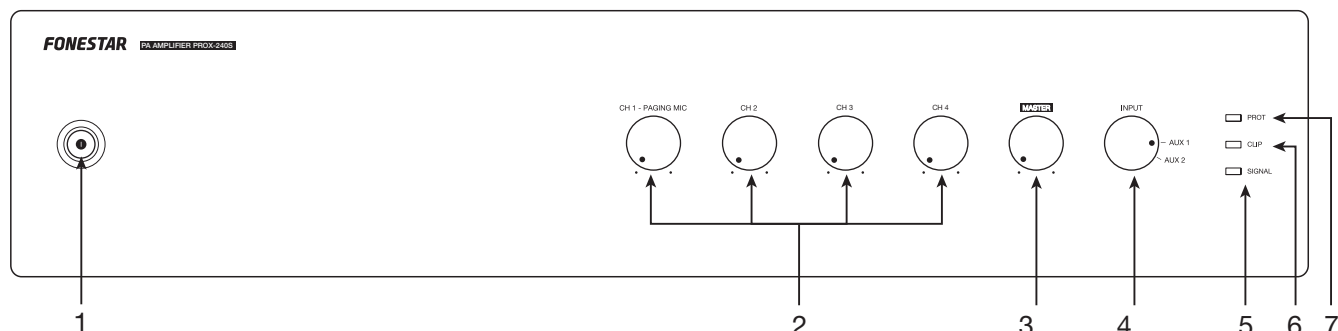 FONESTAR PA AMPLIFIER PROX-240S
CH 1 - PAGING MIC CH 2 CH 3 CH 4 MASTER INPUT
PROT
AUX 1
CLIP
AUX 2
SIGNAL
1 2 3 4 5 6 7